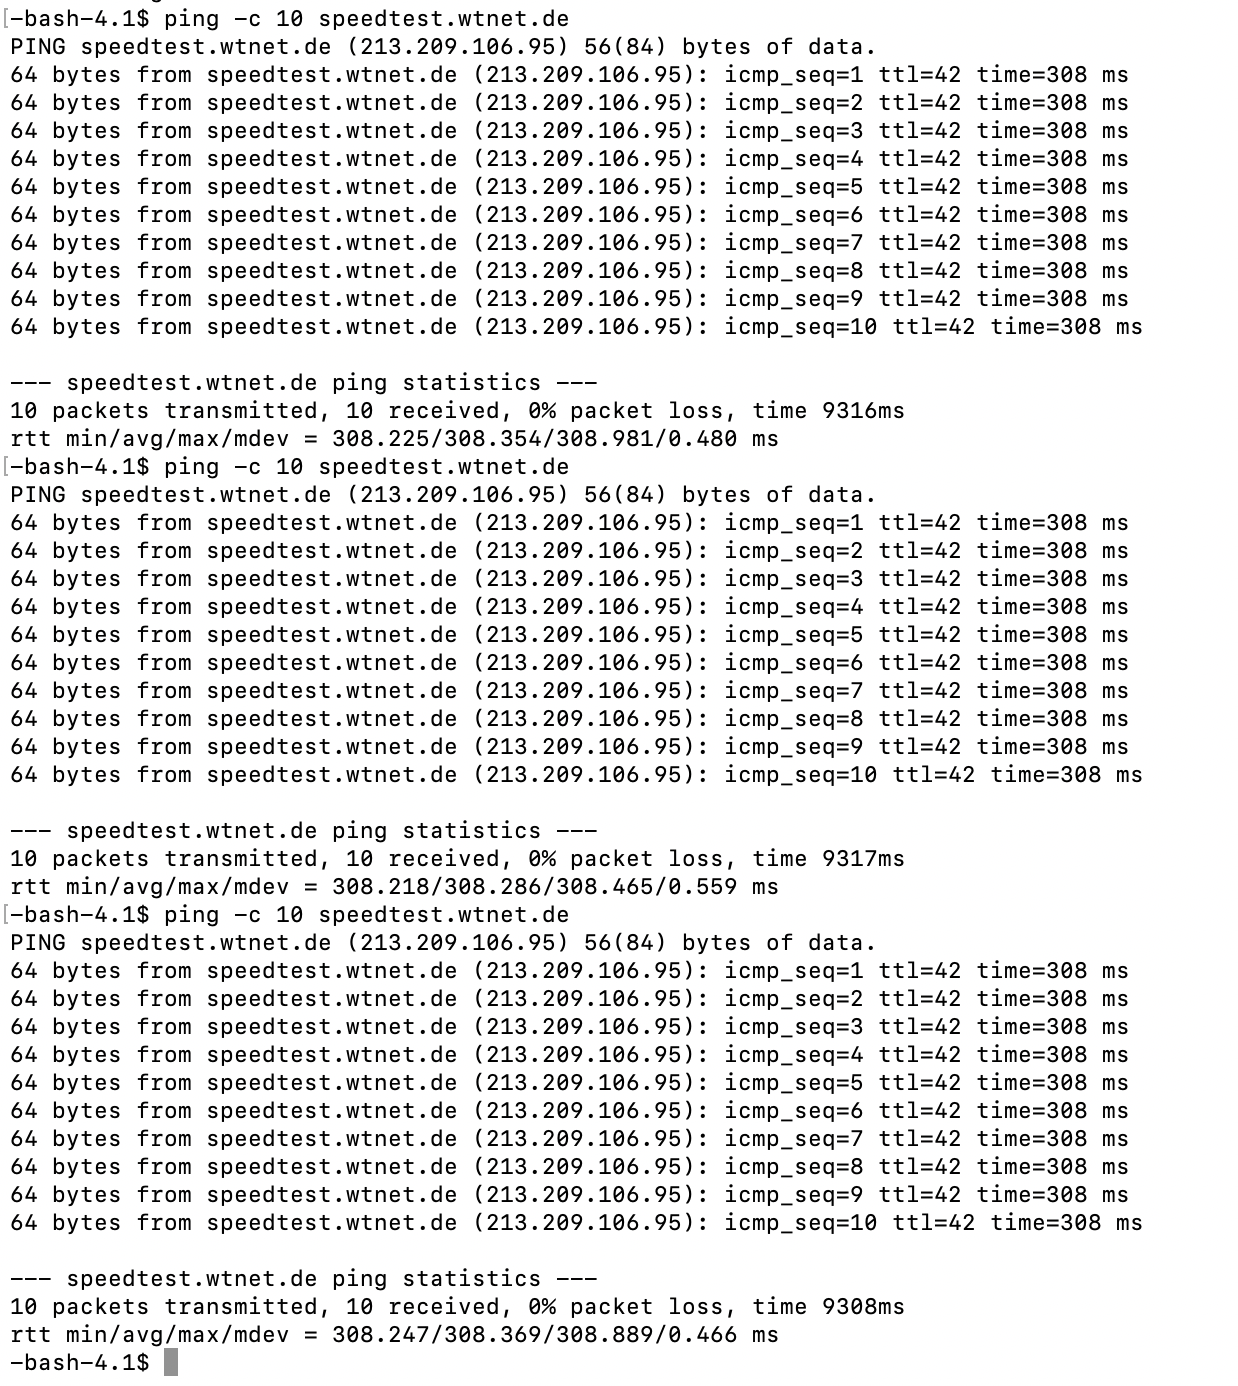 [-bash-4.1$ ping -c 10 speedtest.wtnet.de
PING speedtest.wtnet.de (213.209.106.95) 56(84) bytes of data.
64 bytes from speedtest.wtnet.de (213.209.106.95): icmp_seq=1 ttl=42 time=308 ms
64 bytes from speedtest.wtnet.de (213.209.106.95): icmp_seq=2 ttl=42 time=308 ms
64 bytes from speedtest.wtnet.de (213.209.106.95): icmp_seq=3 ttl=42 time=308 ms
64 bytes from speedtest.wtnet.de (213.209.106.95): icmp_seq=4 ttl=42 time=308 ms
64 bytes from speedtest.wtnet.de (213.209.106.95): icmp_seq=5 ttl=42 time=308 ms
64 bytes from speedtest.wtnet.de (213.209.106.95): icmp_seq=6 ttl=42 time=308 ms
64 bytes from speedtest.wtnet.de (213.209.106.95): icmp_seq=7 ttl=42 time=308 ms
64 bytes from speedtest.wtnet.de (213.209.106.95): icmp_seq=8 ttl=42 time=308 ms
64 bytes from speedtest.wtnet.de (213.209.106.95): icmp_seq=9 ttl=42 time=308 ms
64 bytes from speedtest.wtnet.de (213.209.106.95): icmp_seq=10 ttl=42 time=308 ms

--- speedtest.wtnet.de ping statistics ---
10 packets transmitted, 10 received, 0% packet loss, time 9316ms
rtt min/avg/max/mdev = 308.225/308.354/308.981/0.480 ms
[-bash-4.1$ ping -c 10 speedtest.wtnet.de
PING speedtest.wtnet.de (213.209.106.95) 56(84) bytes of data.
64 bytes from speedtest.wtnet.de (213.209.106.95): icmp_seq=1 ttl=42 time=308 ms
64 bytes from speedtest.wtnet.de (213.209.106.95): icmp_seq=2 ttl=42 time=308 ms
64 bytes from speedtest.wtnet.de (213.209.106.95): icmp_seq=3 ttl=42 time=308 ms
64 bytes from speedtest.wtnet.de (213.209.106.95): icmp_seq=4 ttl=42 time=308 ms
64 bytes from speedtest.wtnet.de (213.209.106.95): icmp_seq=5 ttl=42 time=308 ms
64 bytes from speedtest.wtnet.de (213.209.106.95): icmp_seq=6 ttl=42 time=308 ms
64 bytes from speedtest.wtnet.de (213.209.106.95): icmp_seq=7 ttl=42 time=308 ms
64 bytes from speedtest.wtnet.de (213.209.106.95): icmp_seq=8 ttl=42 time=308 ms
64 bytes from speedtest.wtnet.de (213.209.106.95): icmp_seq=9 ttl=42 time=308 ms
64 bytes from speedtest.wtnet.de (213.209.106.95): icmp_seq=10 ttl=42 time=308 ms

--- speedtest.wtnet.de ping statistics ---
10 packets transmitted, 10 received, 0% packet loss, time 9317ms
rtt min/avg/max/mdev = 308.218/308.286/308.465/0.559 ms
[-bash-4.1$ ping -c 10 speedtest.wtnet.de
PING speedtest.wtnet.de (213.209.106.95) 56(84) bytes of data.
64 bytes from speedtest.wtnet.de (213.209.106.95): icmp_seq=1 ttl=42 time=308 ms
64 bytes from speedtest.wtnet.de (213.209.106.95): icmp_seq=2 ttl=42 time=308 ms
64 bytes from speedtest.wtnet.de (213.209.106.95): icmp_seq=3 ttl=42 time=308 ms
64 bytes from speedtest.wtnet.de (213.209.106.95): icmp_seq=4 ttl=42 time=308 ms
64 bytes from speedtest.wtnet.de (213.209.106.95): icmp_seq=5 ttl=42 time=308 ms
64 bytes from speedtest.wtnet.de (213.209.106.95): icmp_seq=6 ttl=42 time=308 ms
64 bytes from speedtest.wtnet.de (213.209.106.95): icmp_seq=7 ttl=42 time=308 ms
64 bytes from speedtest.wtnet.de (213.209.106.95): icmp_seq=8 ttl=42 time=308 ms
64 bytes from speedtest.wtnet.de (213.209.106.95): icmp_seq=9 ttl=42 time=308 ms
64 bytes from speedtest.wtnet.de (213.209.106.95): icmp_seq=10 ttl=42 time=308 ms

--- speedtest.wtnet.de ping statistics ---
10 packets transmitted, 10 received, 0% packet loss, time 9308ms
rtt min/avg/max/mdev = 308.247/308.369/308.889/0.466 ms
-bash-4.1$